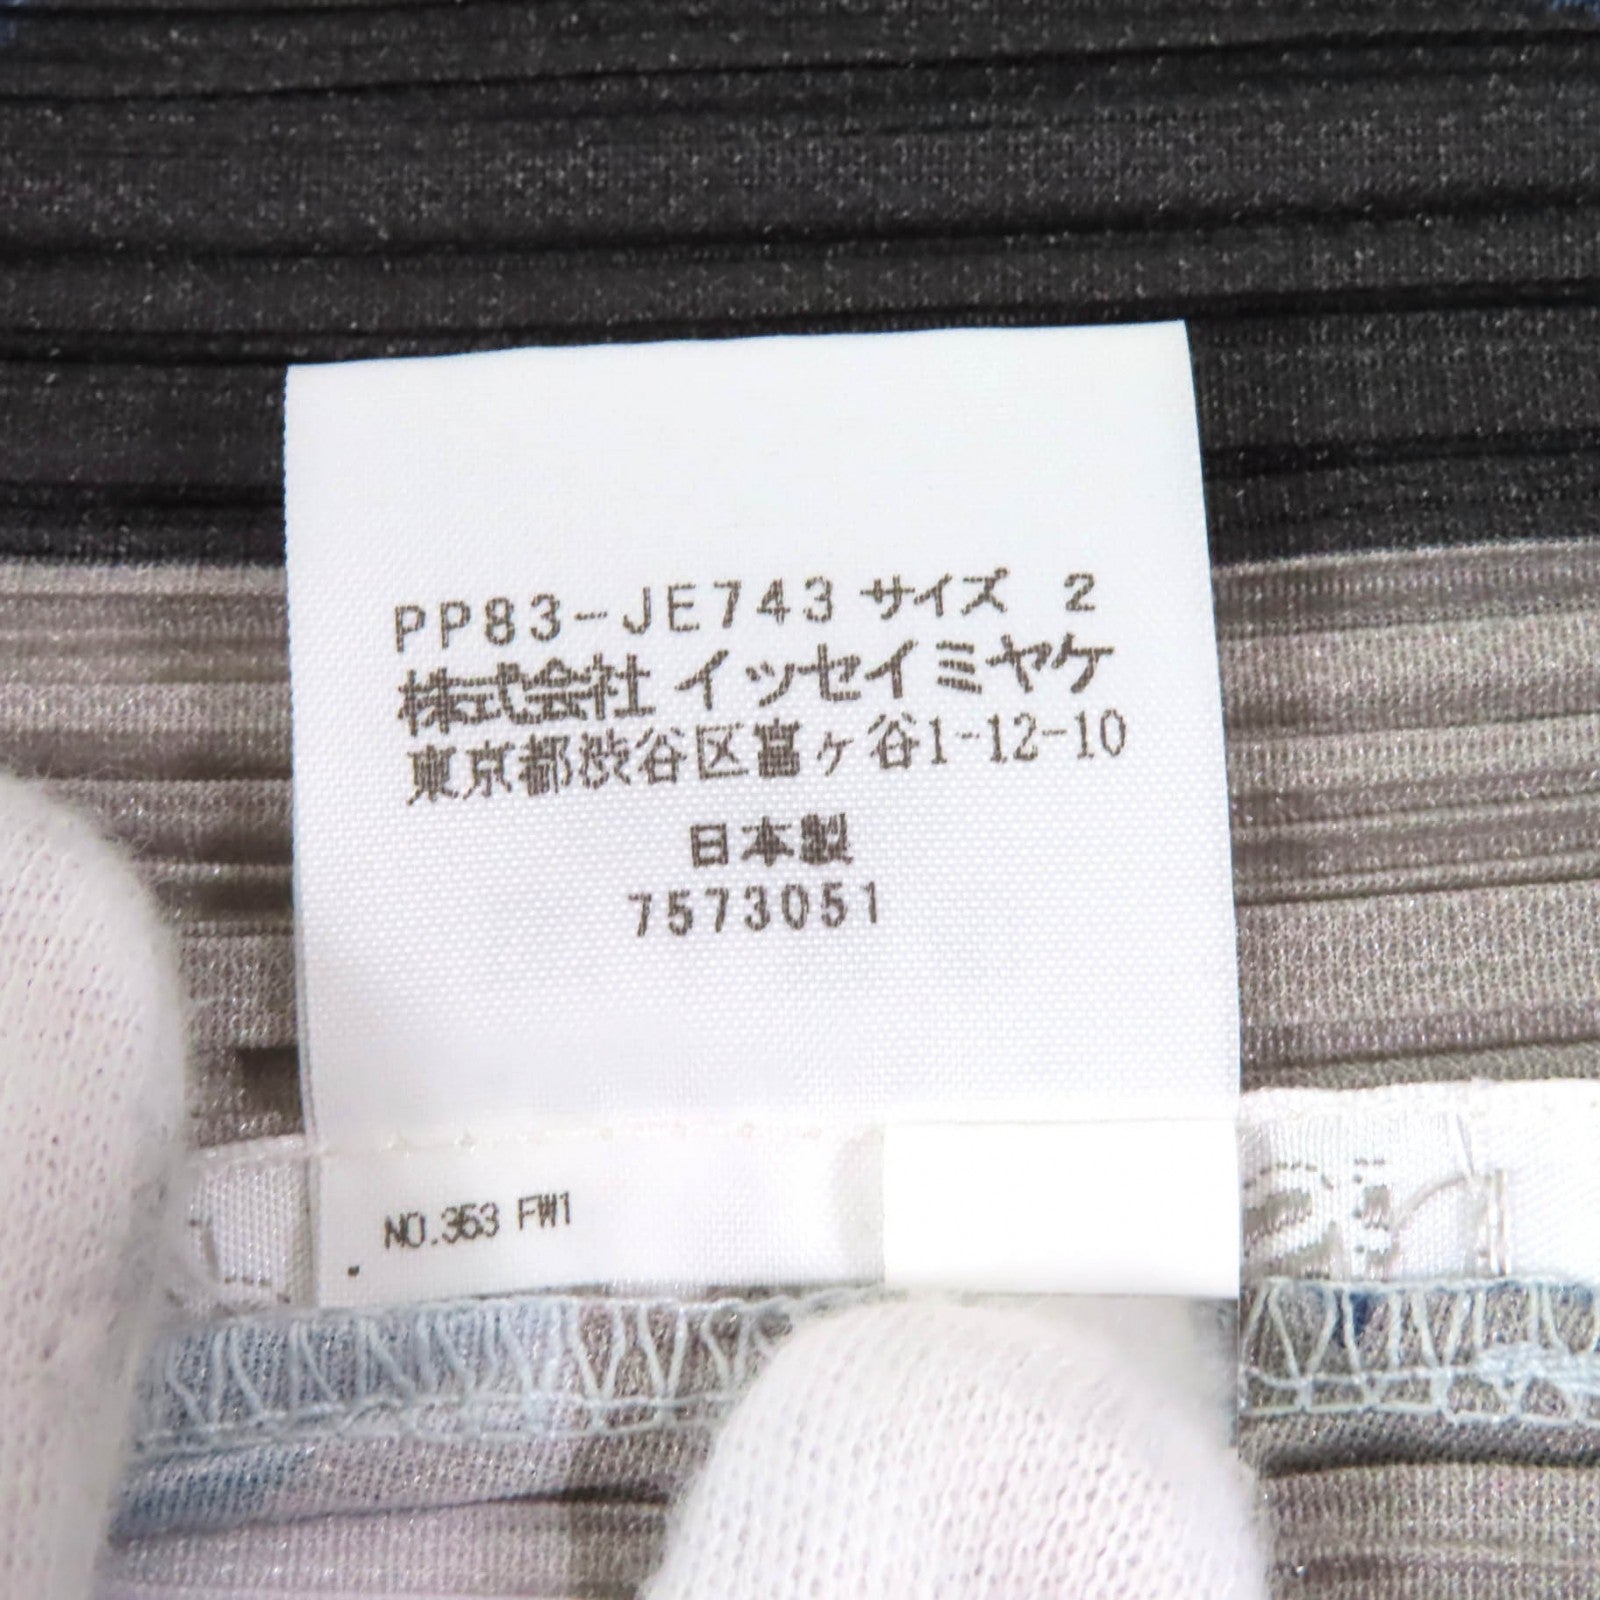 PP83-JE743 サイズ 2
株式会社 イッセイミヤケ
東京都渋谷区富ヶ谷1-12-10
日本製
7573051
NO.353 FW1